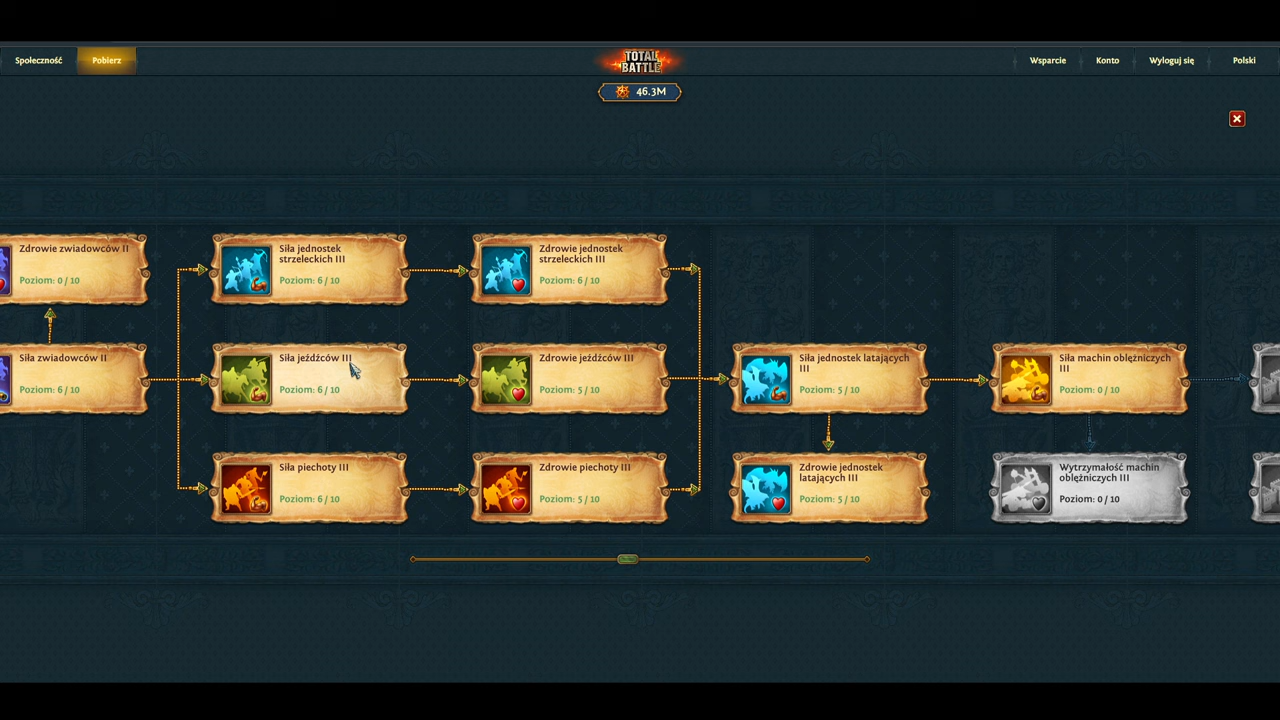 Społeczność
Pobierz
TOTAL
BATTLE
Wsparcie
Konto
Wyloguj się
Polski
46.3M
Zdrowie zwiadowców II
Poziom: 0 / 10
Siła jednostek
strzeleckich III
Poziom: 6 / 10
Zdrowie jednostek
strzeleckich III
Poziom: 6 / 10
Siła zwiadowców II
Poziom: 6 / 10
Siła jeźdźców III
Poziom: 6 / 10
Zdrowie jeźdźców III
Poziom: 5 / 10
Siła jednostek latających
III
Poziom: 5 / 10
Siła machin oblężniczych
III
Poziom: 0 / 10
Siła piechoty III
Poziom: 6 / 10
Zdrowie piechoty III
Poziom: 5 / 10
Zdrowie jednostek
latających III
Poziom: 5 / 10
Wytrzymałość machin
oblężniczych III
Poziom: 0 / 10